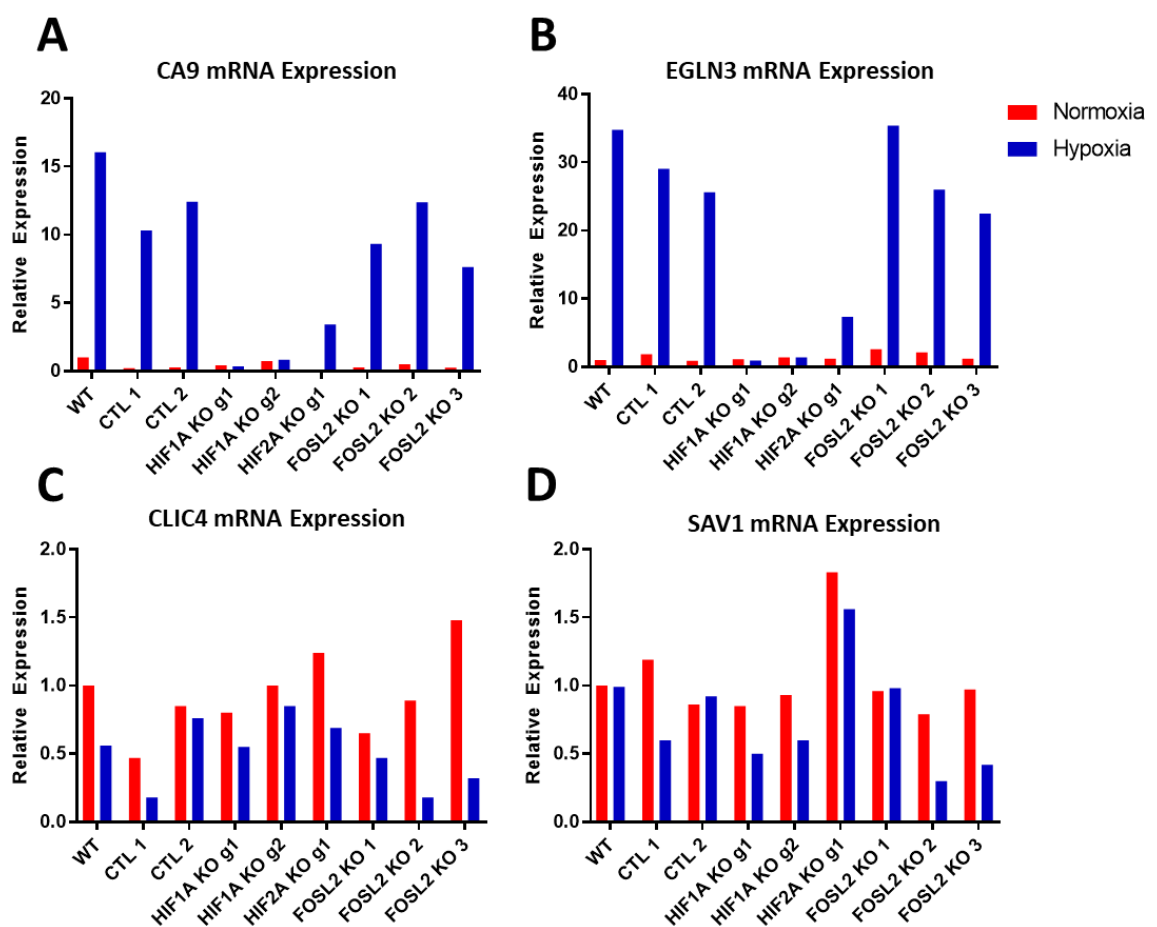 A
CA9 mRNA Expression
Relative Expression
20
15
10
5
0
WT
CTL 1
CTL 2
HIF1A KO g1
HIF1A KO g2
HIF2A KO g1
FOSL2 KO 1
FOSL2 KO 2
FOSL2 KO 3
B
EGLN3 mRNA Expression
Relative Expression
40
30
20
10
0
WT
CTL 1
CTL 2
HIF1A KO g1
HIF1A KO g2
HIF2A KO g1
FOSL2 KO 1
FOSL2 KO 2
FOSL2 KO 3
Normoxia
Hypoxia
C
CLIC4 mRNA Expression
Relative Expression
2.0
1.5
1.0
0.5
0.0
WT
CTL 1
CTL 2
HIF1A KO g1
HIF1A KO g2
HIF2A KO g1
FOSL2 KO 1
FOSL2 KO 2
FOSL2 KO 3
D
SAV1 mRNA Expression
Relative Expression
2.0
1.5
1.0
0.5
0.0
WT
CTL 1
CTL 2
HIF1A KO g1
HIF1A KO g2
HIF2A KO g1
FOSL2 KO 1
FOSL2 KO 2
FOSL2 KO 3